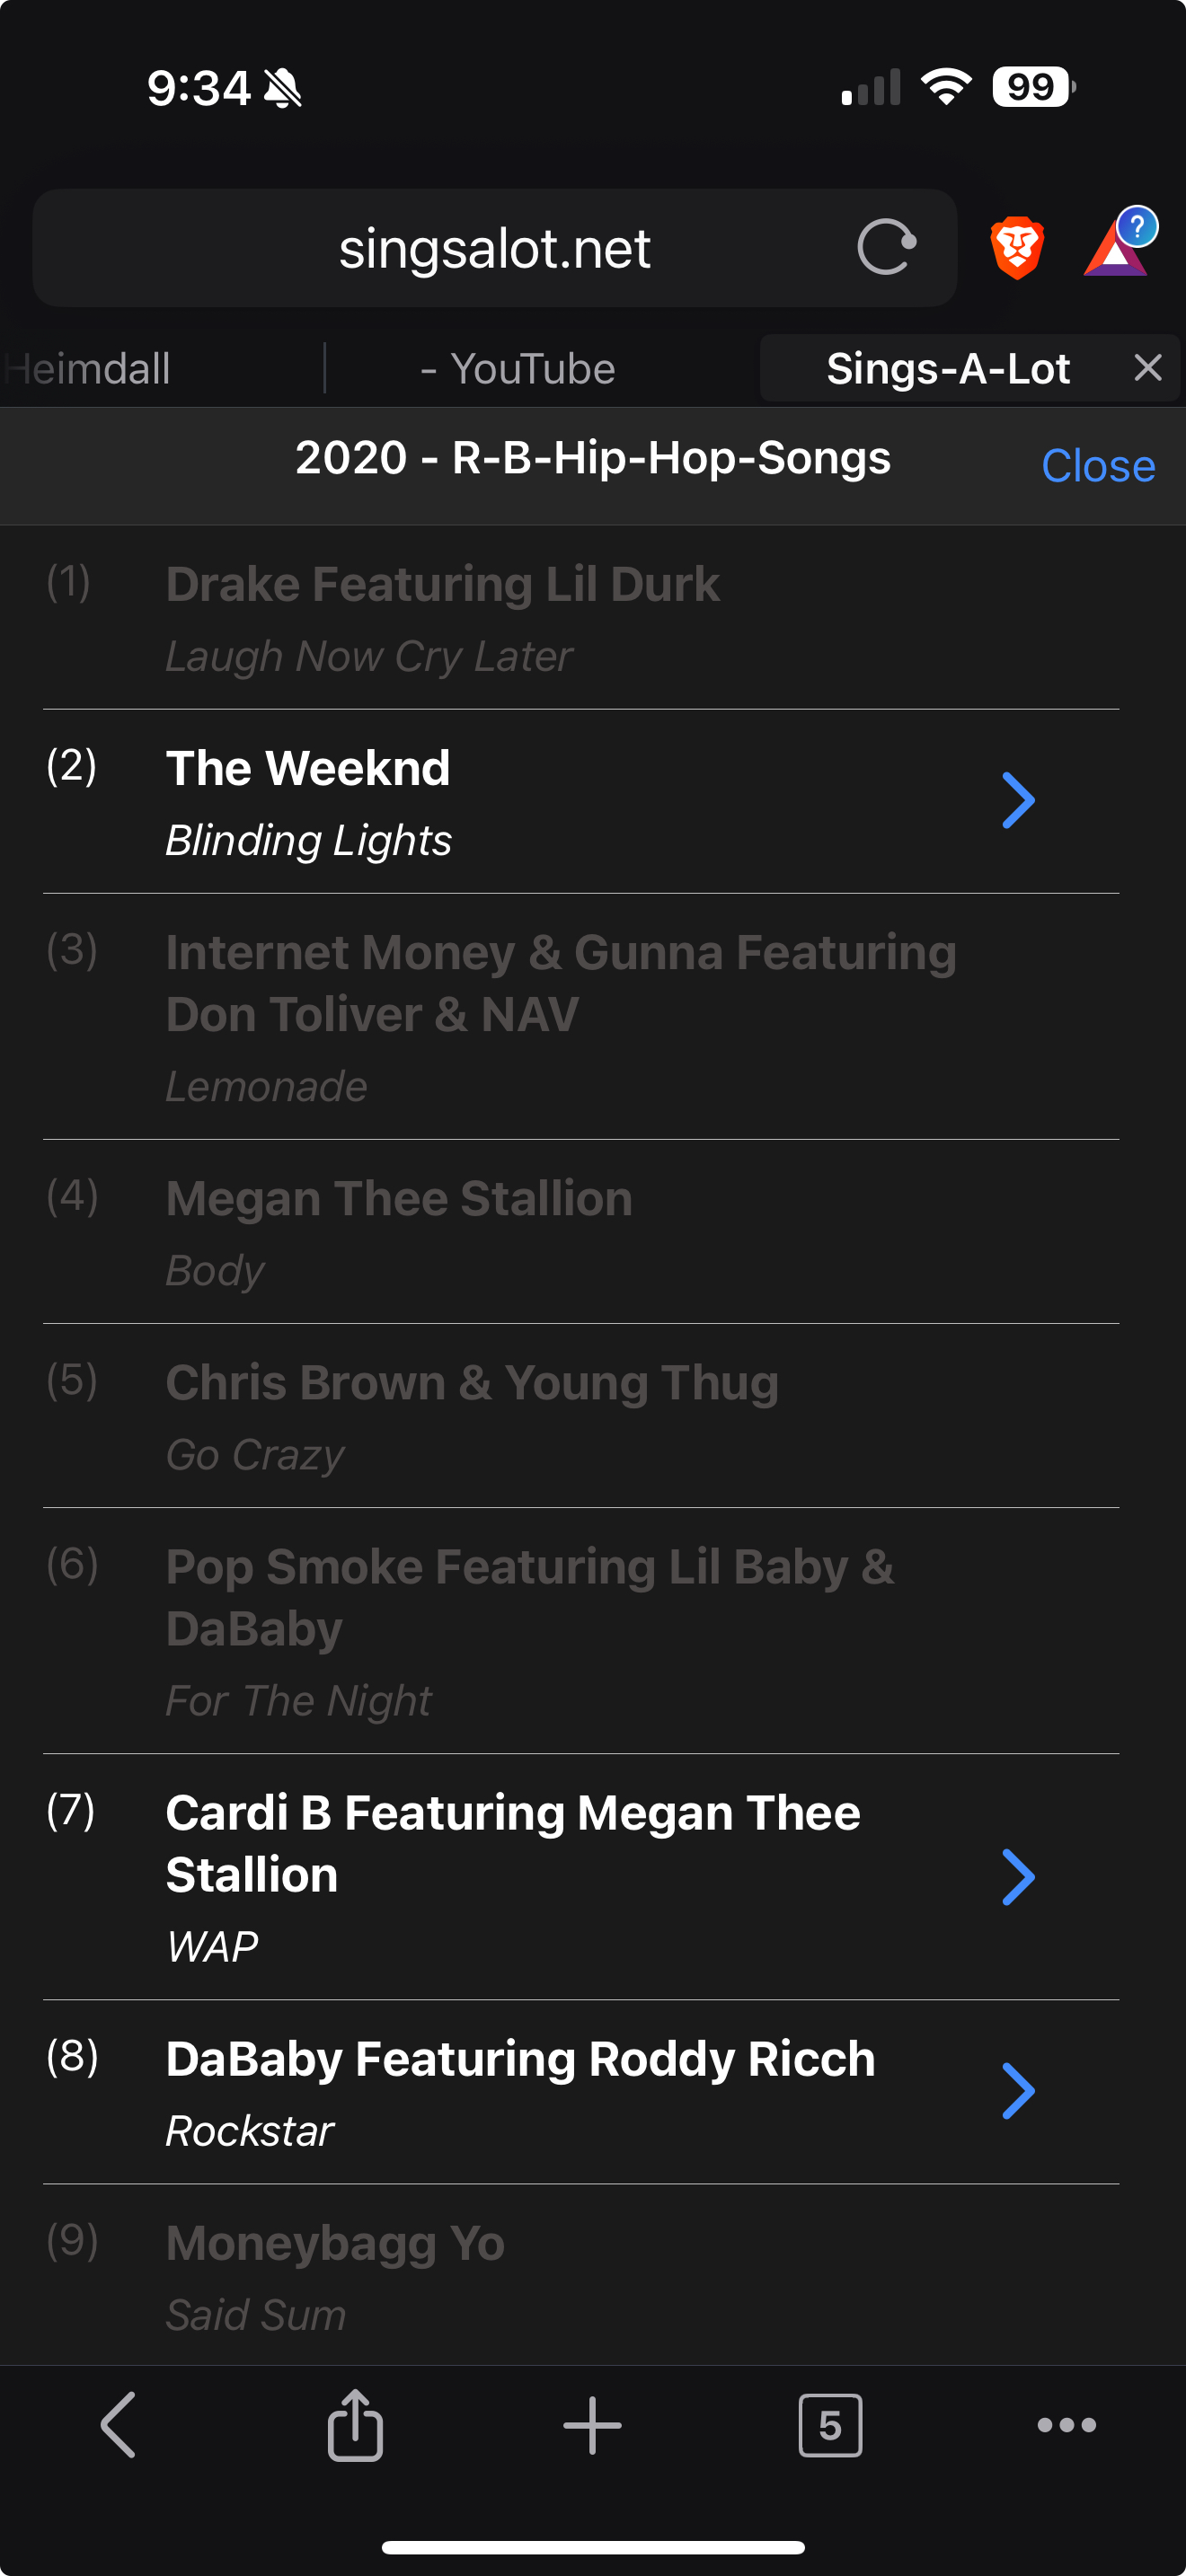 9:34
99
singsalot.net
?
Heimdall
- YouTube
Sings-A-Lot
2020 - R-B-Hip-Hop-Songs
Close
(1) Drake Featuring Lil Durk
Laugh Now Cry Later
(2) The Weeknd
Blinding Lights
(3) Internet Money & Gunna Featuring
Don Toliver & NAV
Lemonade
(4) Megan Thee Stallion
Body
(5) Chris Brown & Young Thug
Go Crazy
(6) Pop Smoke Featuring Lil Baby &
DaBaby
For The Night
(7) Cardi B Featuring Megan Thee
Stallion
WAP
(8) DaBaby Featuring Roddy Ricch
Rockstar
(9) Moneybagg Yo
Said Sum
5